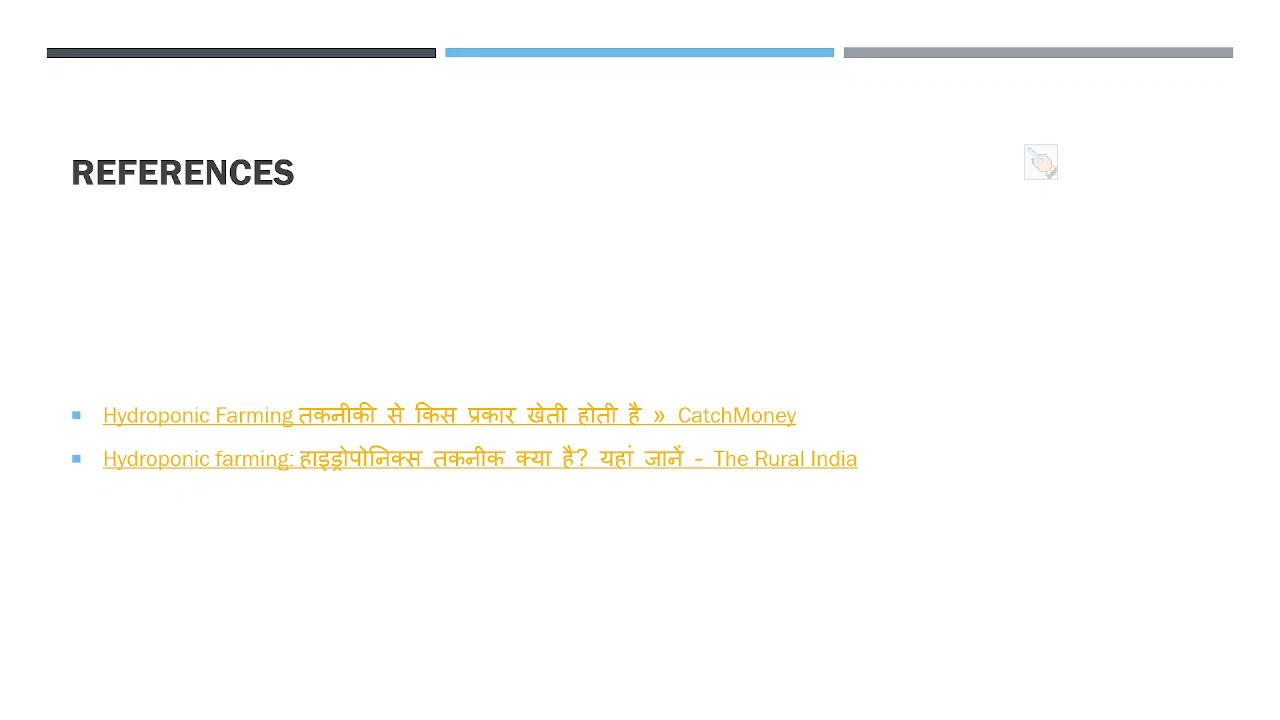 REFERENCES
Hydroponic Farming तकनीकी से किस प्रकार खेती होती है » CatchMoney
Hydroponic farming: हाइड्रोपोनिक्स तकनीक क्या है? यहां जानें - The Rural India